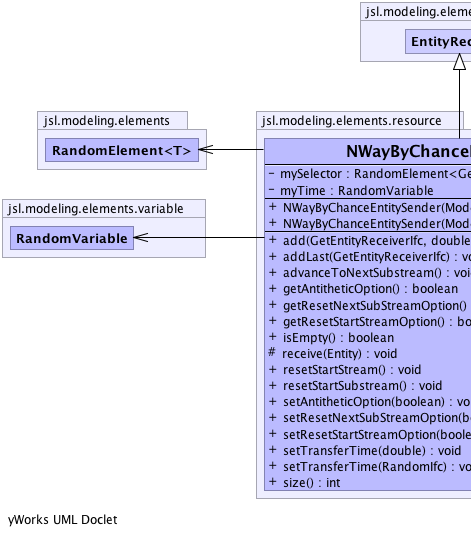 jsl.modeling.eleme
EntityRec
jsl.modeling.elements
RandomElement<T>
jsl.modeling.elements.variable
RandomVariable
jsl.modeling.elements.resource
NWayByChance
- mySelector : RandomElement<Ge
- myTime : RandomVariable
+ NWayByChanceEntitySender(Mod
+ NWayByChanceEntitySender(Mod
+ add(GetEntityReceiverIfc, double
+ addLast(GetEntityReceiverIfc) : vo
+ advanceToNextSubstream() : voi
+ getAntitheticOption() : boolean
+ getResetNextSubStreamOption()
+ getResetStartStreamOption() : bo
+ isEmpty() : boolean
# receive(Entity) : void
+ resetStartStream() : void
+ resetStartSubstream() : void
+ setAntitheticOption(boolean) : vo
+ setResetNextSubStreamOption(b
+ setResetStartStreamOption(boole
+ setTransferTime(double) : void
+ setTransferTime(RandomIfc) : vo
+ size() : int
yWorks UML Doclet